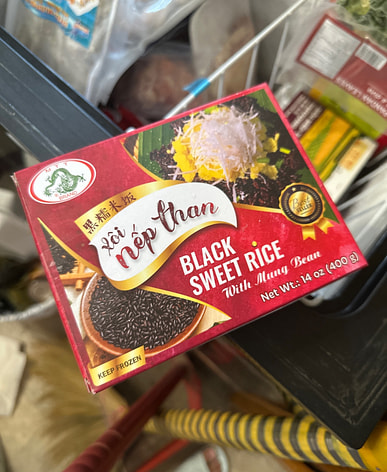 黑糯米饭
xôi
nếp than
BLACK
SWEET RICE
With Mung Bean
Net Wt.: 14 oz (400 g)
KEEP FROZEN